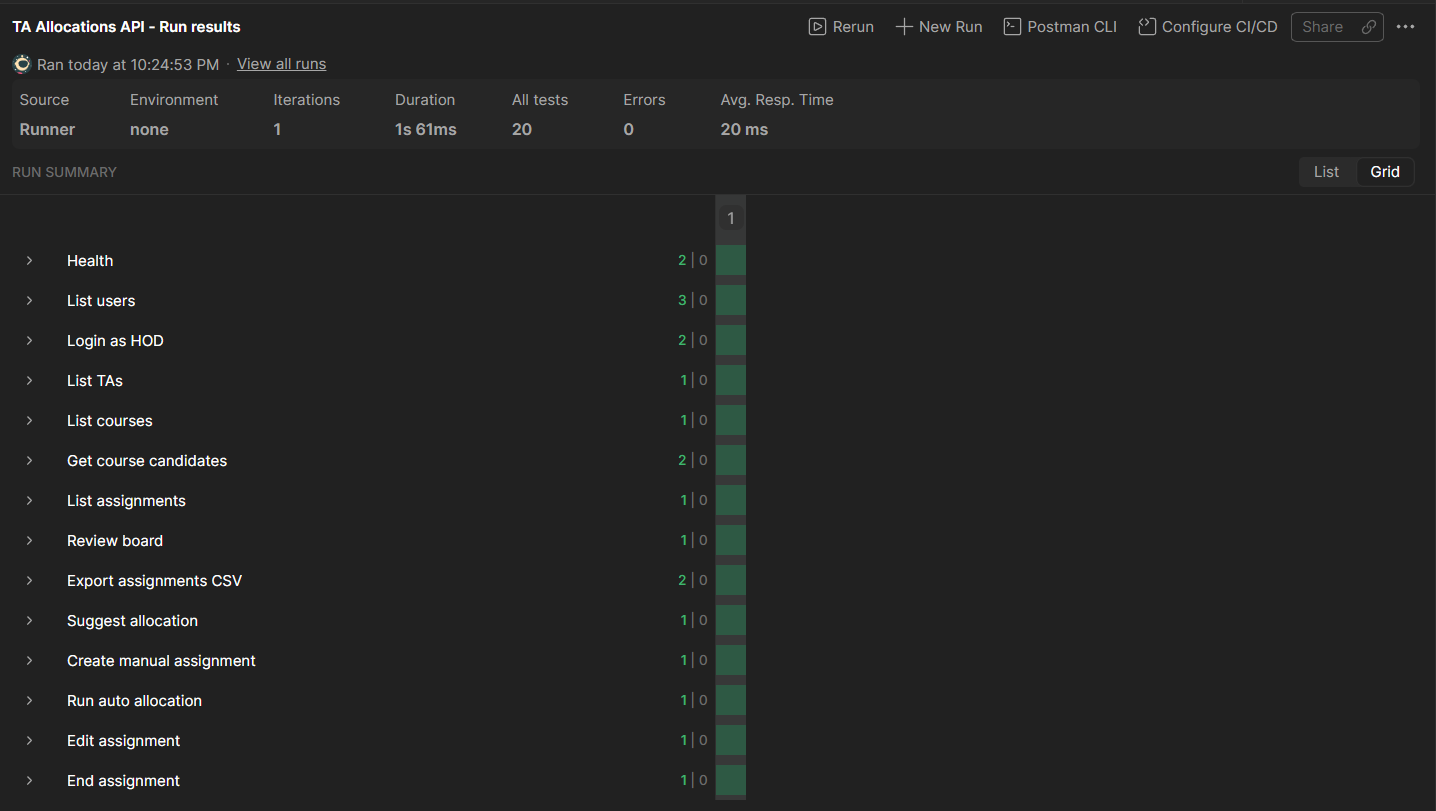 TA Allocations API - Run results
Rerun
New Run
Postman CLI
Configure CI/CD
Share
Ran today at 10:24:53 PM · View all runs
Source Environment Iterations Duration All tests Errors Avg. Resp. Time
Runner none 1 1s 61ms 20 0 20 ms
RUN SUMMARY
List Grid
1
Health 2 | 0
List users 3 | 0
Login as HOD 2 | 0
List TAs 1 | 0
List courses 1 | 0
Get course candidates 2 | 0
List assignments 1 | 0
Review board 1 | 0
Export assignments CSV 2 | 0
Suggest allocation 1 | 0
Create manual assignment 1 | 0
Run auto allocation 1 | 0
Edit assignment 1 | 0
End assignment 1 | 0